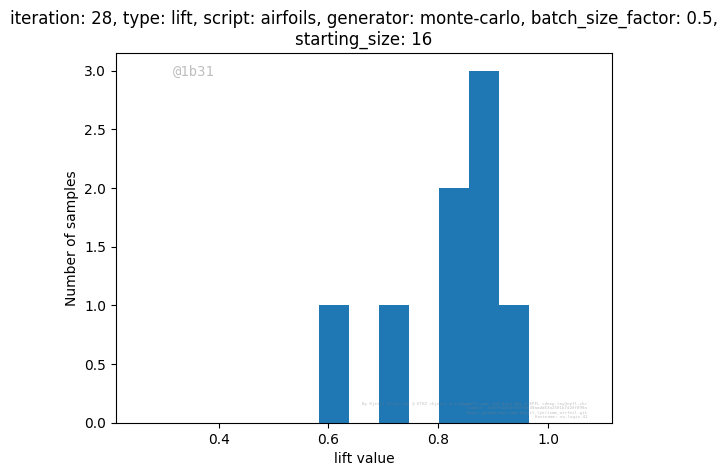 iteration: 28, type: lift, script: airfoils, generator: monte-carlo, batch_size_factor: 0.5,
starting_size: 16
@1b31
Number of samples
3.0
2.5
2.0
1.5
1.0
0.5
0.0
0.4
0.6
0.8
1.0
lift value